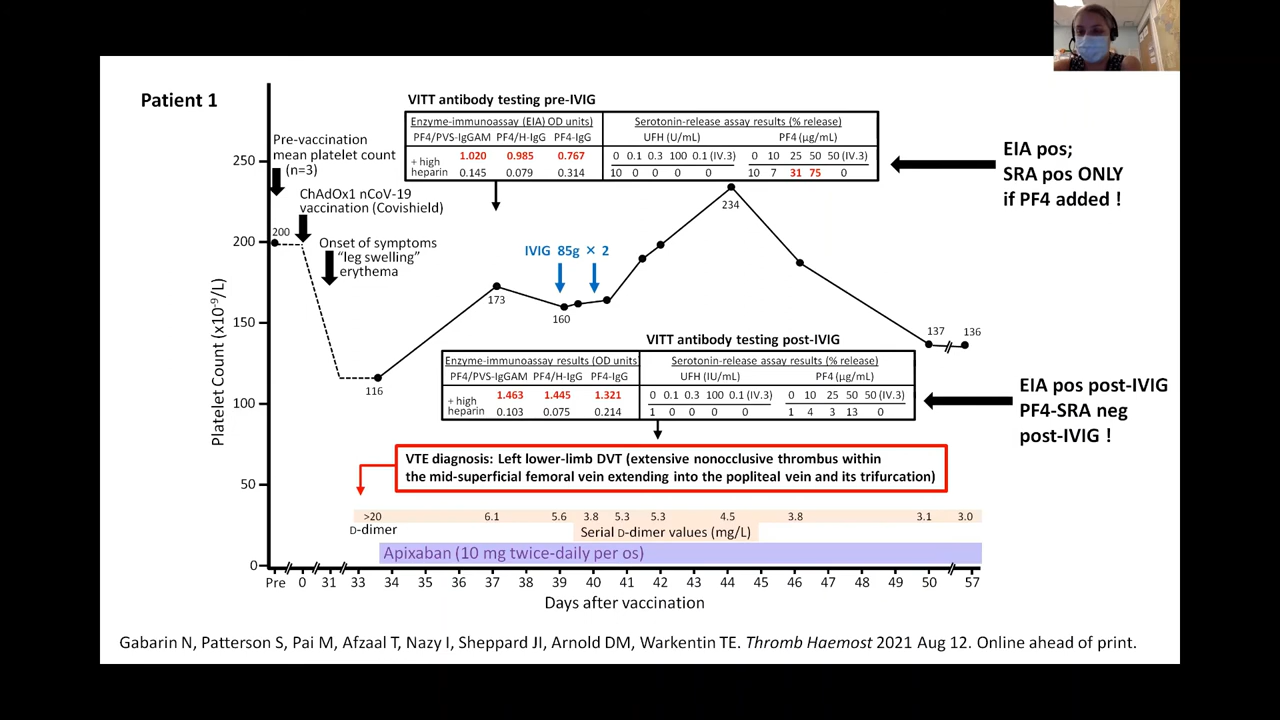 Patient 1
VITT antibody testing pre-IVIG
Enzyme-immunoassay (EIA) OD units) Serotonin-release assay results (% release)
PF4/PVS-IgGAM PF4/H-IgG PF4-IgG UFH (U/mL) PF4 (µg/mL)
1.020 0.985 0.767 0 0.1 0.3 100 0.1 (IV.3) 0 10 25 50 50 (IV.3)
+ high
heparin 0.145 0.079 0.314 10 0 0 0 0 10 7 31 75 0
EIA pos;
SRA pos ONLY
if PF4 added !
Pre-vaccination
mean platelet count
(n=3)
ChAdOx1 nCoV-19
vaccination (Covishield)
Onset of symptoms
"leg swelling"
erythema
IVIG 85g × 2
200
116
173
160
234
137
136
VITT antibody testing post-IVIG
Enzyme-immunoassay results (OD units Serotonin-release assay results (% release)
PF4/PVS-IgGAM PF4/H-IgG PF4-IgG UFH (IU/mL) PF4 (µg/mL)
1.463 1.445 1.321 0 0.1 0.3 100 0.1 (IV.3) 0 10 25 50 50 (IV.3)
+ high
heparin 0.103 0.075 0.214 1 0 0 0 0 1 4 3 13 0
EIA pos post-IVIG
PF4-SRA neg
post-IVIG !
VTE diagnosis: Left lower-limb DVT (extensive nonocclusive thrombus within
the mid-superficial femoral vein extending into the popliteal vein and its trifurcation)
>20 6.1 5.6 3.8 5.3 5.3 4.5 3.8 3.1 3.0
D-dimer
Serial D-dimer values (mg/L)
Apixaban (10 mg twice-daily per os)
Platelet Count (x10⁻⁹/L)
250
200
150
100
50
0
Pre 0 31 33 34 35 36 37 38 39 40 41 42 43 44 45 46 47 48 49 50 57
Days after vaccination
Gabarin N, Patterson S, Pai M, Afzaal T, Nazy I, Sheppard JI, Arnold DM, Warkentin TE. Thromb Haemost 2021 Aug 12. Online ahead of print.